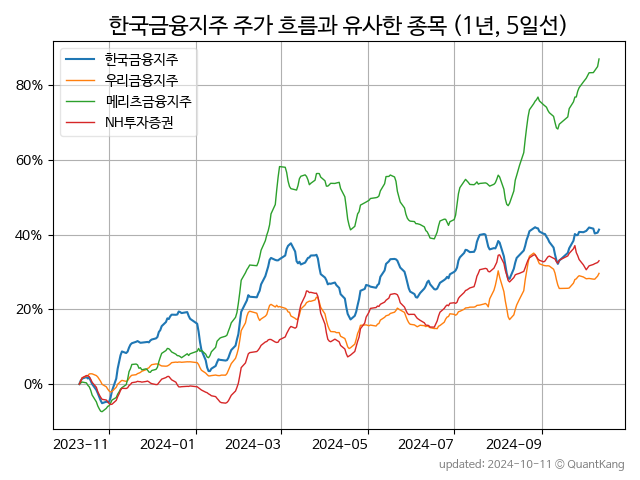 한국금융지주 주가 흐름과 유사한 종목 (1년, 5일선)
한국금융지주
우리금융지주
메리츠금융지주
NH투자증권
80%
60%
40%
20%
0%
2023-11 2024-01 2024-03 2024-05 2024-07 2024-09
updated: 2024-10-11 © QuantKang